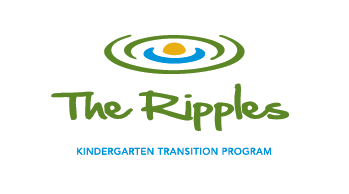 The Ripples
KINDERGARTEN TRANSITION PROGRAM